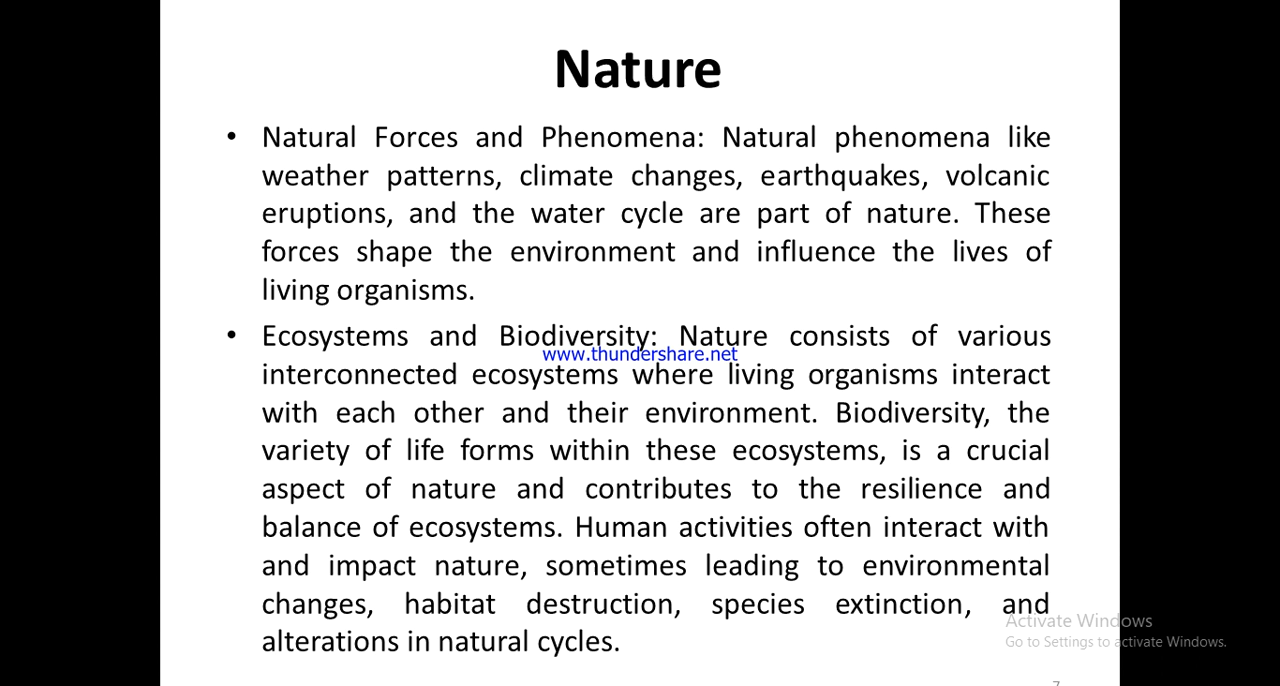 Nature
• Natural Forces and Phenomena: Natural phenomena like
weather patterns, climate changes, earthquakes, volcanic
eruptions, and the water cycle are part of nature. These
forces shape the environment and influence the lives of
living organisms.
• Ecosystems and Biodiversity: Nature consists of various
www.thundershare.net
interconnected ecosystems where living organisms interact
with each other and their environment. Biodiversity, the
variety of life forms within these ecosystems, is a crucial
aspect of nature and contributes to the resilience and
balance of ecosystems. Human activities often interact with
and impact nature, sometimes leading to environmental
changes, habitat destruction, species extinction, and
alterations in natural cycles.
Activate Windows
Go to Settings to activate Windows.